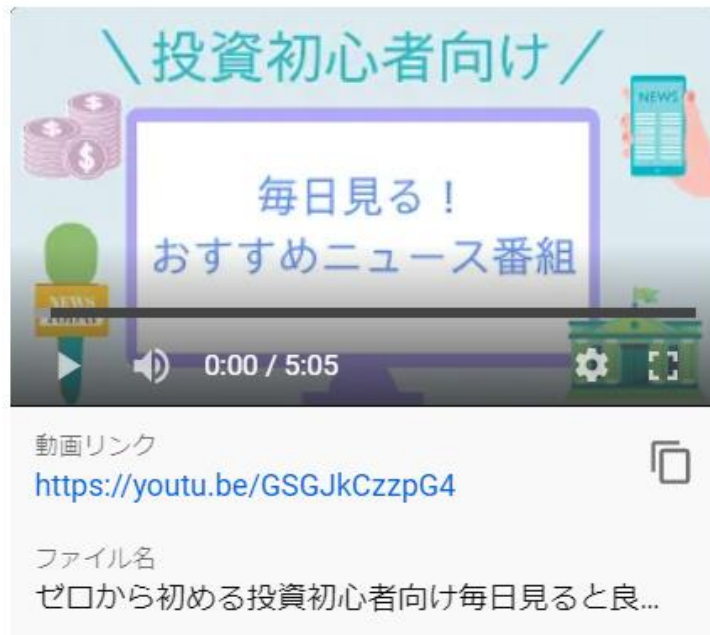 ＼投資初心者向け／
NEWS
毎日見る！
おすすめニュース番組
NEWS
TODAY
0:00 / 5:05
動画リンク
https://youtu.be/GSGJkCzzpG4
ファイル名
ゼロから初める投資初心者向け毎日見ると良...